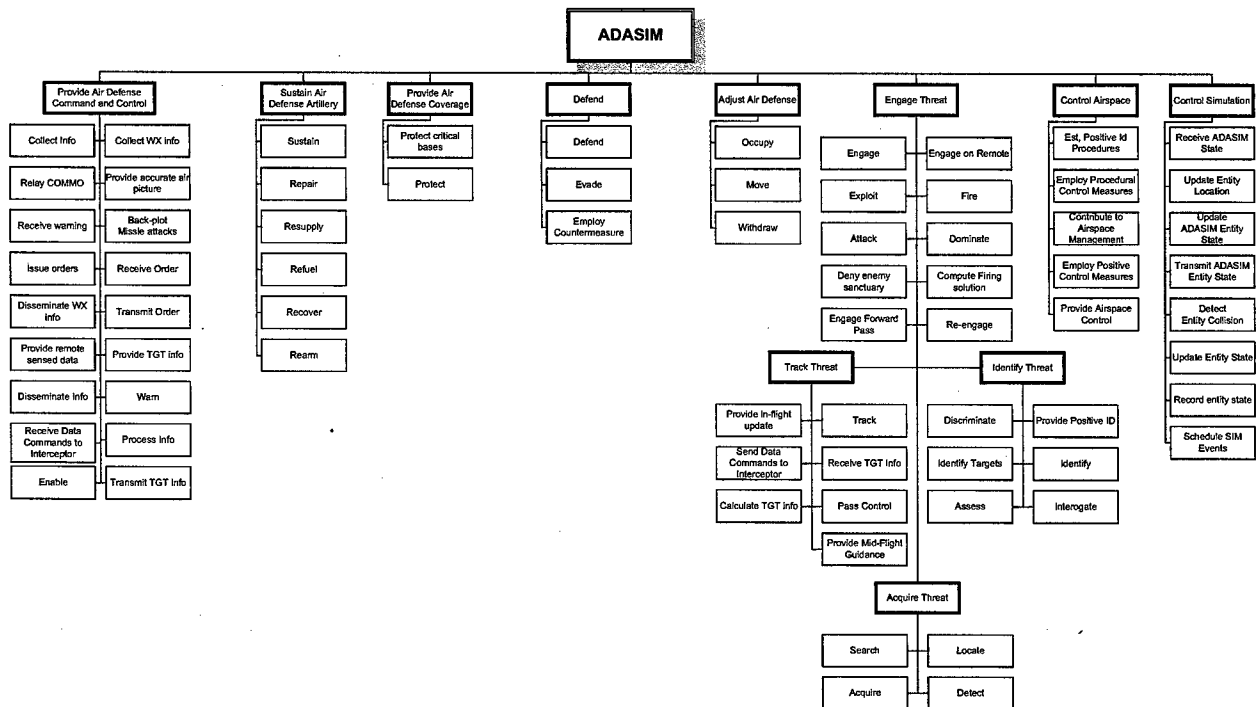 ADASIM
Provide Air Defense
Command and Control
Collect Info
Collect WX info
Relay COMMO
Provide accurate air
picture
Receive warning
Back-plot
Missle attacks
Issue orders
Receive Order
Disseminate WX
info
Transmit Order
Provide remote
sensed data
Provide TGT info
Disseminate Info
Warn
Receive Data
Commands to
Interceptor
Process Info
Enable
Transmit TGT Info
Sustain Air
Defense Artillery
Sustain
Repair
Resupply
Refuel
Recover
Rearm
Provide Air
Defense Coverage
Protect critical
bases
Protect
Defend
Defend
Evade
Employ
Countermeasure
Adjust Air Defense
Occupy
Move
Withdraw
Engage Threat
Engage
Engage on Remote
Exploit
Fire
Attack
Dominate
Deny enemy
sanctuary
Compute Firing
solution
Engage Forward
Pass
Re-engage
Track Threat
Provide In-flight
update
Track
Send Data
Commands to
Interceptor
Receive TGT Info
Calculate TGT info
Pass Control
Provide Mid-Flight
Guidance
Identify Threat
Discriminate
Provide Positive ID
Identify Targets
Identify
Assess
Interogate
Acquire Threat
Search
Locate
Acquire
Detect
Control Airspace
Est, Positive Id
Procedures
Employ Procedural
Control Measures
Contribute to
Airspace
Management
Employ Positive
Control Measures
Provide Airspace
Control
Control Simulation
Receive ADASIM
State
Update Entity
Location
Update
ADASIM Entity
State
Transmit ADASIM
Entity State
Detect
Entity Collision
Update Entity State
Record entity state
Schedule SIM
Events